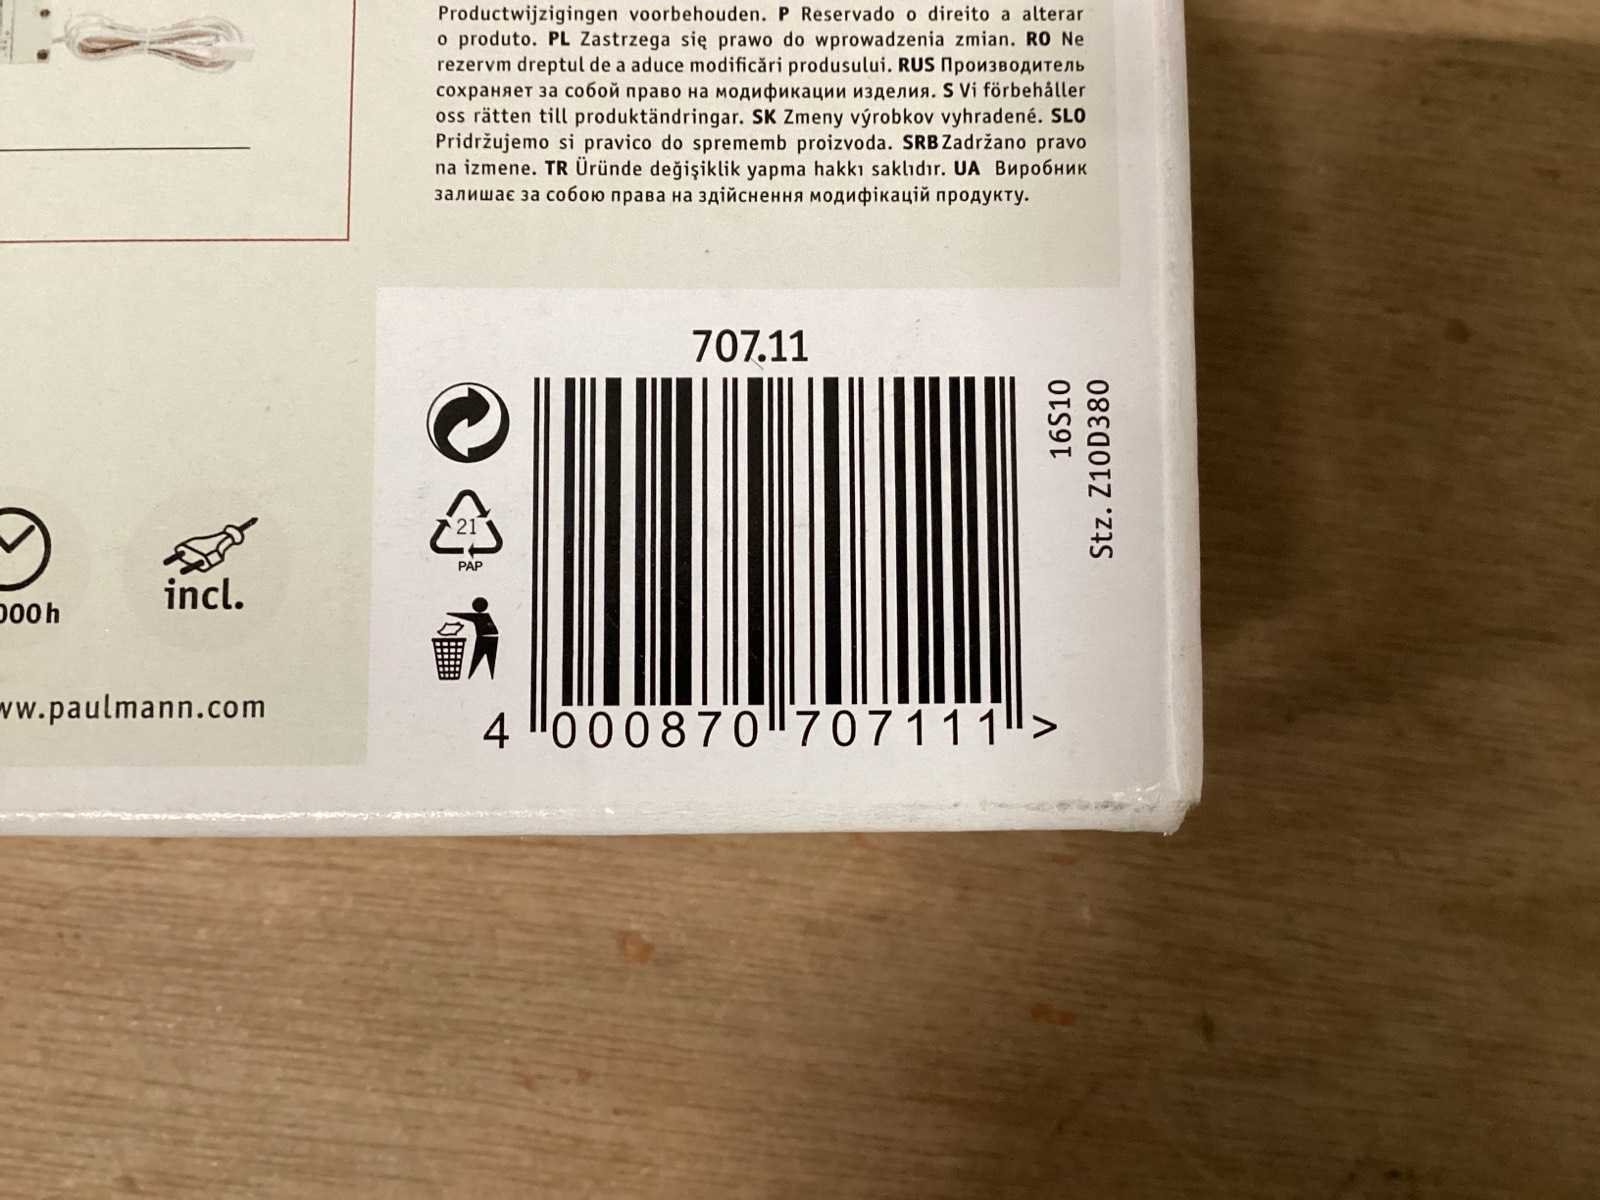 Productwijzigingen voorbehouden. P Reservado o direito a alterar
o produto. PL Zastrzega się prawo do wprowadzenia zmian. RO Ne
rezervm dreptul de a aduce modificări produsului. RUS Производитель
сохраняет за собой право на модификации изделия. S Vi förbehåller
oss rätten till produktändringar. SK Zmeny výrobkov vyhradené. SLO
Pridržujemo si pravico do sprememb proizvoda. SRB Zadržano pravo
na izmene. TR Üründe değişiklik yapma hakkı saklıdır. UA Виробник
залишає за собою права на здійснення модифікацій продукту.
707.11
16S10
Stz. Z10D380
21
PAP
000h
incl.
ww.paulmann.com
4 000870 707111 >